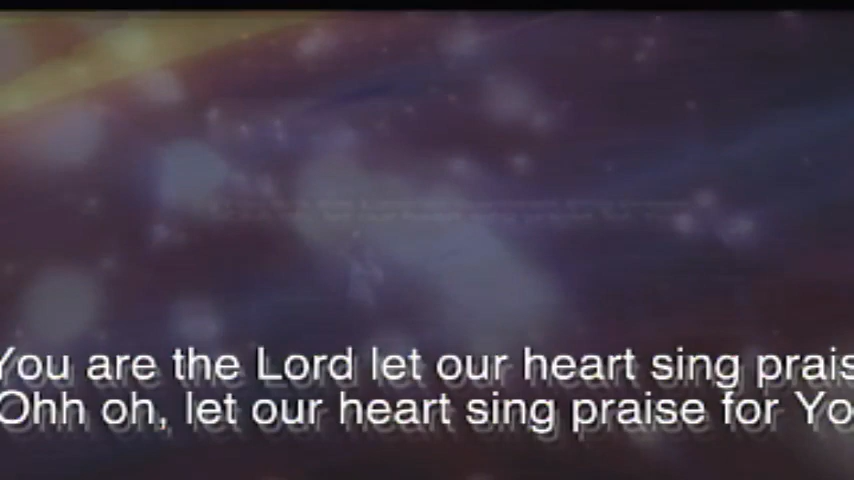 You are the Lord let our heart sing prais
Ohh oh, let our heart sing praise for Yo